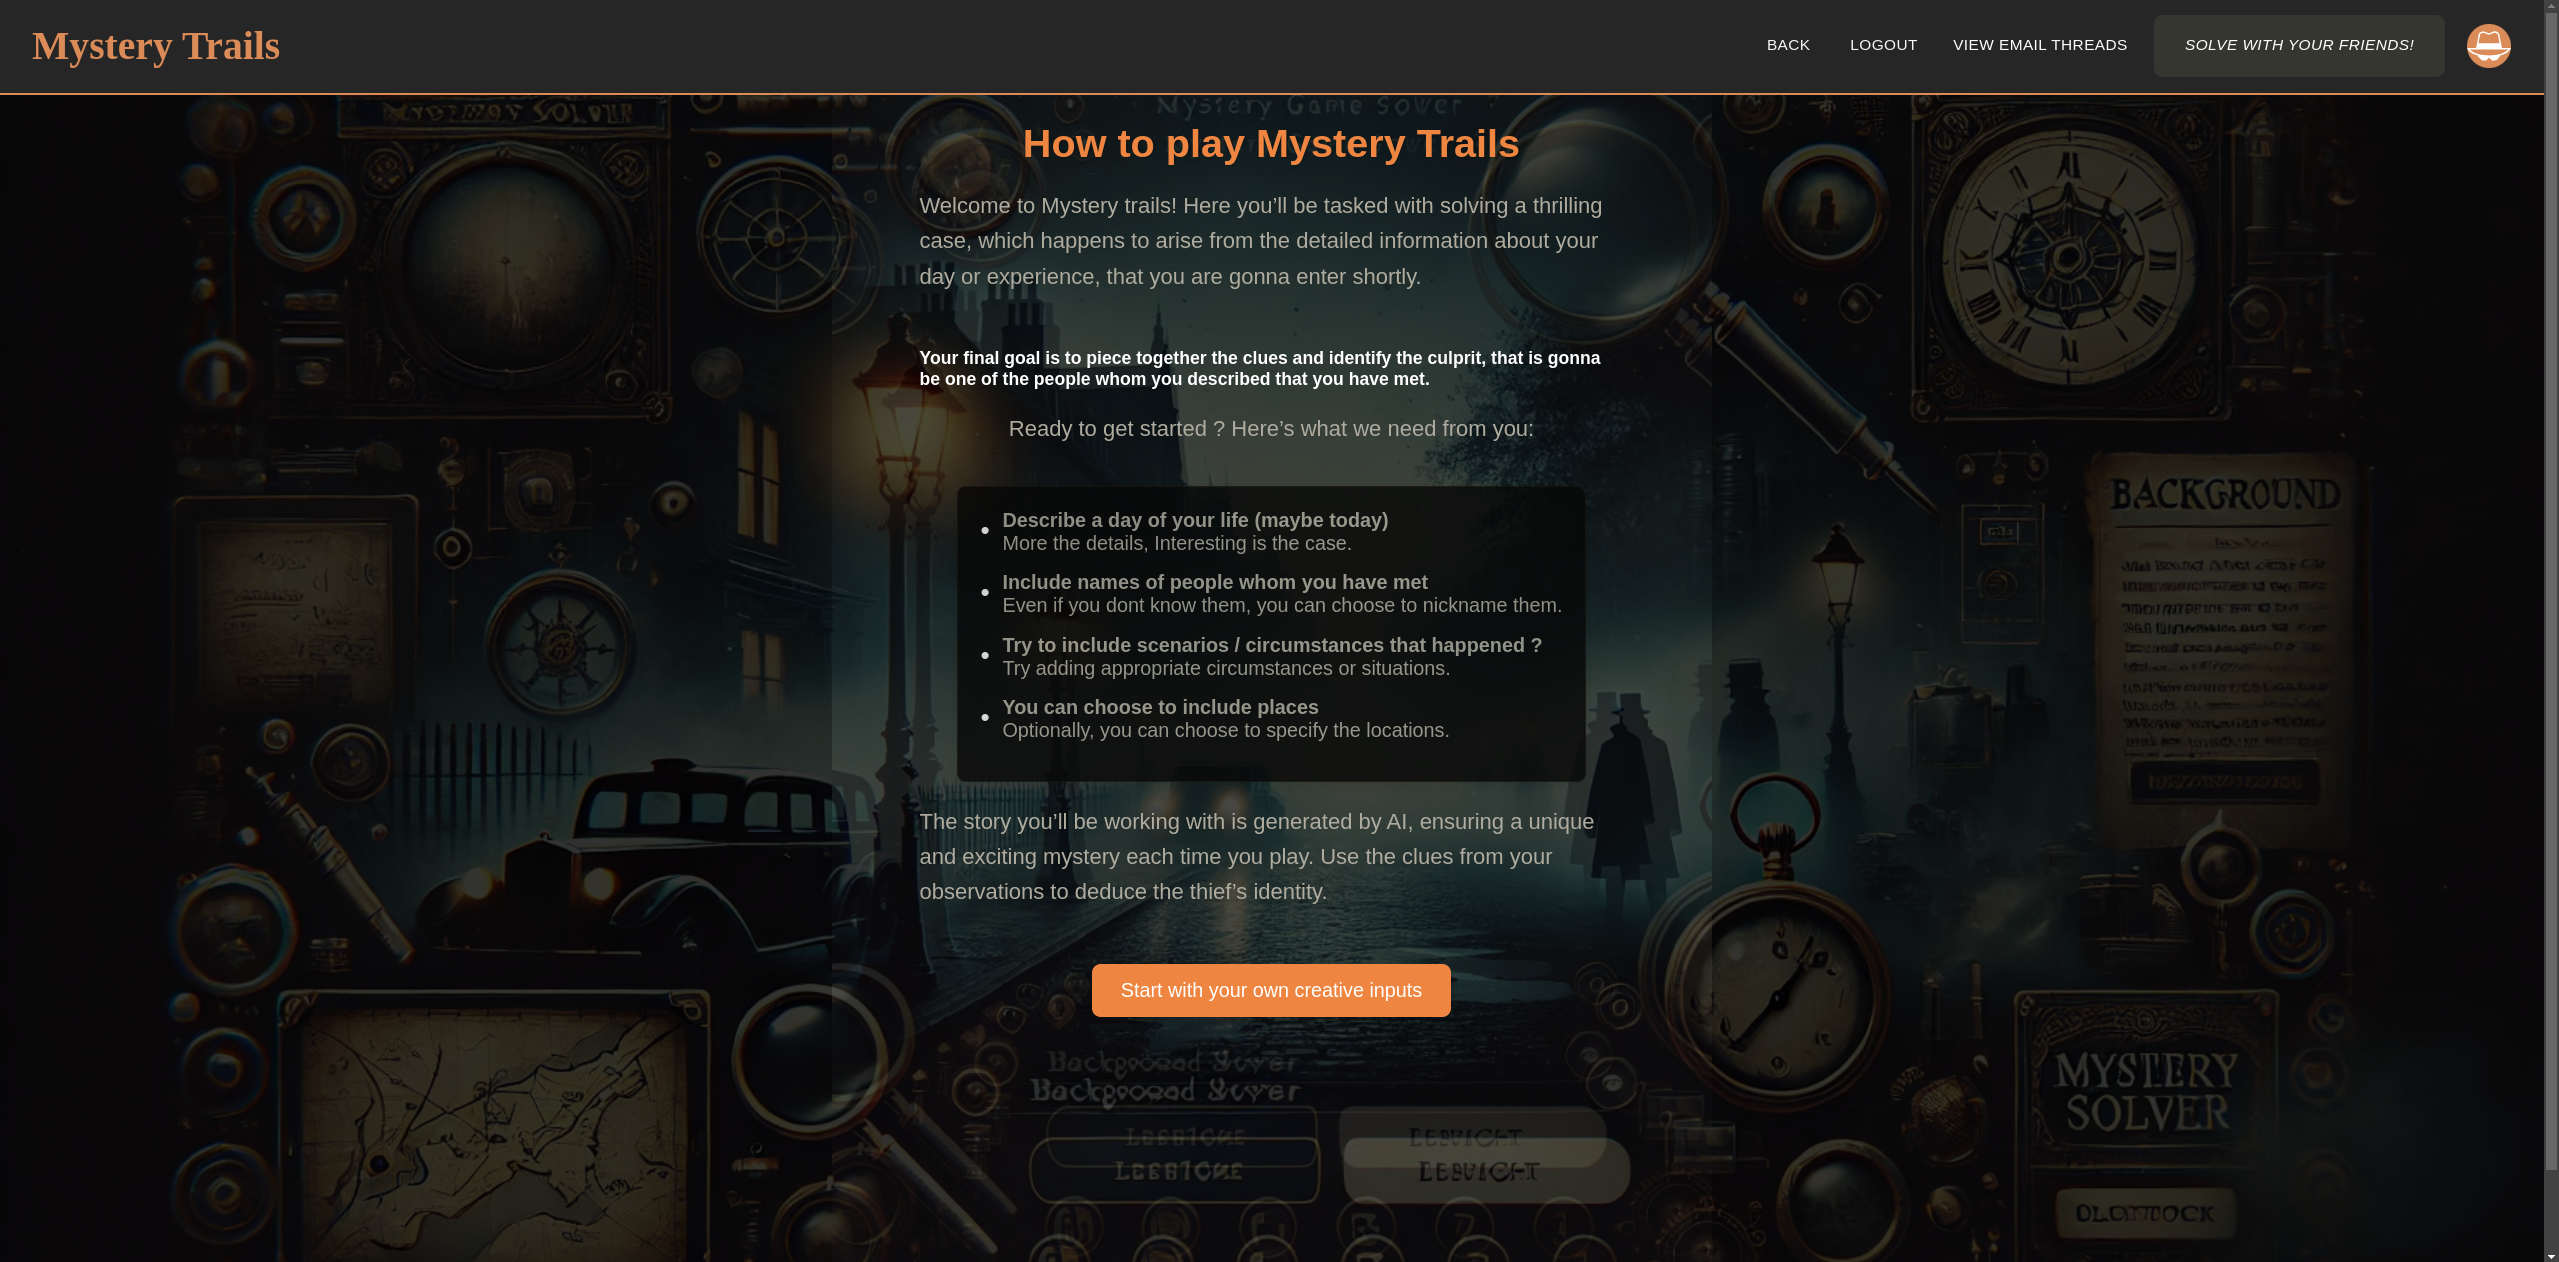 Mystery Trails
BACK
LOGOUT
VIEW EMAIL THREADS
SOLVE WITH YOUR FRIENDS!
MYSTERY SOLVER
Mystery Game Sower
How to play Mystery Trails
Welcome to Mystery trails! Here you’ll be tasked with solving a thrilling
case, which happens to arise from the detailed information about your
day or experience, that you are gonna enter shortly.
Your final goal is to piece together the clues and identify the culprit, that is gonna
be one of the people whom you described that you have met.
Ready to get started ? Here’s what we need from you:
BACKGROUND
Describe a day of your life (maybe today)
More the details, Interesting is the case.
Include names of people whom you have met
Even if you dont know them, you can choose to nickname them.
Try to include scenarios / circumstances that happened ?
Try adding appropriate circumstances or situations.
You can choose to include places
Optionally, you can choose to specify the locations.
The story you’ll be working with is generated by AI, ensuring a unique
and exciting mystery each time you play. Use the clues from your
observations to deduce the thief’s identity.
Start with your own creative inputs
MYSTERY
SOLVER